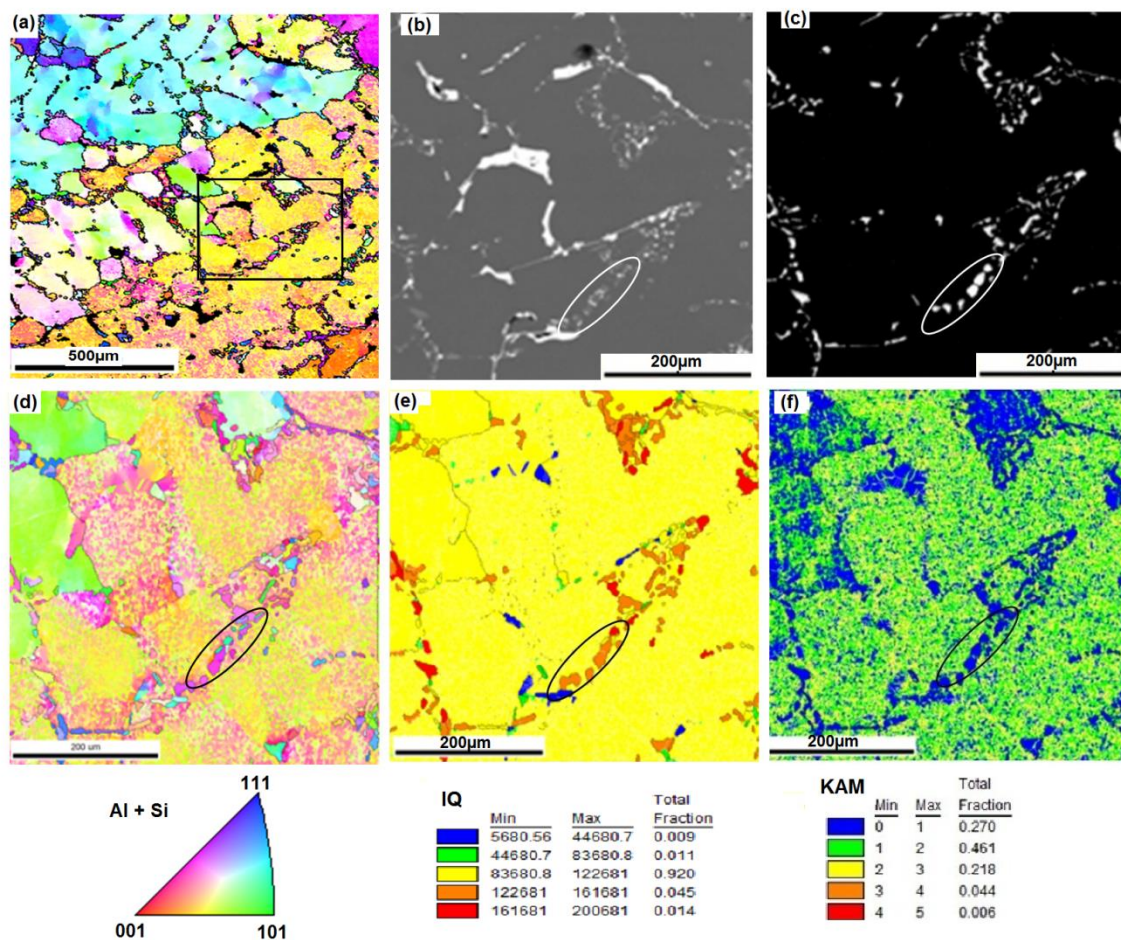 (a)
(b)
(c)
500µm
200µm
200µm
(d)
(e)
(f)
200 um
200µm
200µm
111
Al + Si
001
101
IQ
Total
Min Max Fraction
5680.56 44680.7 0.009
44680.7 83680.8 0.011
83680.8 122681 0.920
122681 161681 0.045
161681 200681 0.014
KAM
Total
Min Max Fraction
0 1 0.270
1 2 0.461
2 3 0.218
3 4 0.044
4 5 0.006